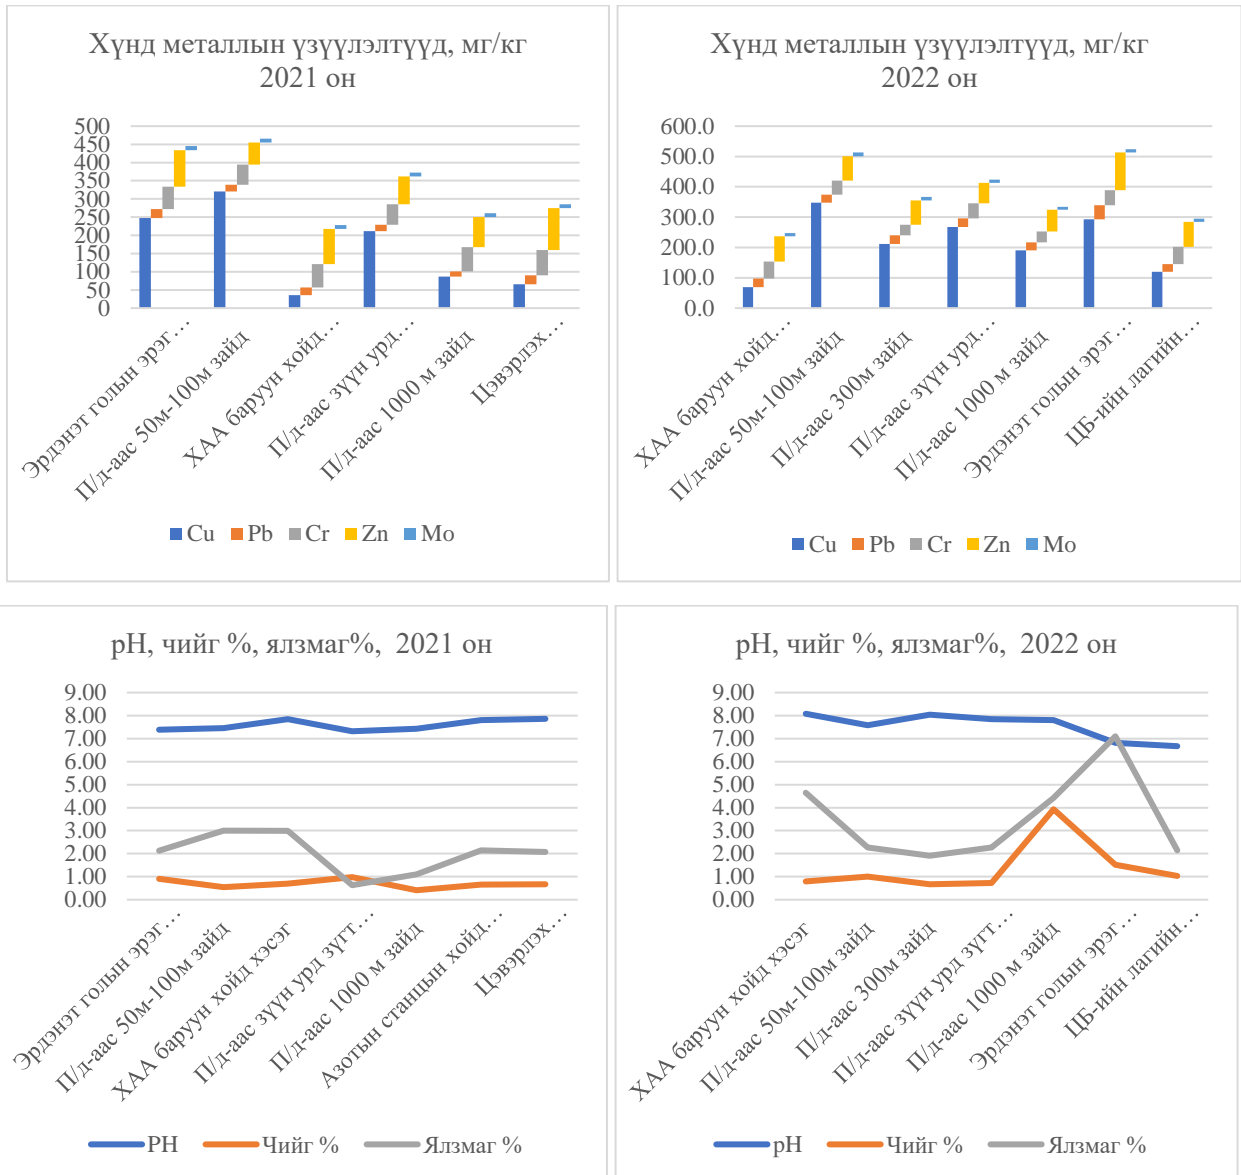 Хүнд металлын үзүүлэлтүүд, мг/кг
2021 он
500
450
400
350
300
250
200
150
100
50
0
Эрдэнэт голын эрэг…
П/д-аас 50м-100м зайд
ХАА баруун хойд…
П/д-аас зүүн урд…
П/д-аас 1000 м зайд
Цэвэрлэх…
Cu Pb Cr Zn Mo
Хүнд металлын үзүүлэлтүүд, мг/кг
2022 он
600.0
500.0
400.0
300.0
200.0
100.0
0.0
ХАА баруун хойд…
П/д-аас 50м-100м зайд
П/д-аас 300м зайд
П/д-аас зүүн урд…
П/д-аас 1000 м зайд
Эрдэнэт голын эрэг…
ЦБ-ийн лагийн…
Cu Pb Cr Zn Mo
pH, чийг %, ялзмаг%, 2021 он
9.00
8.00
7.00
6.00
5.00
4.00
3.00
2.00
1.00
0.00
Эрдэнэт голын эрэг…
П/д-аас 50м-100м зайд
ХАА баруун хойд хэсэг
П/д-аас зүүн урд зүгт…
П/д-аас 1000 м зайд
Азотын станцын хойд…
Цэвэрлэх…
PH Чийг % Ялзмаг %
pH, чийг %, ялзмаг%, 2022 он
9.00
8.00
7.00
6.00
5.00
4.00
3.00
2.00
1.00
0.00
ХАА баруун хойд хэсэг
П/д-аас 50м-100м зайд
П/д-аас 300м зайд
П/д-аас зүүн урд зүгт…
П/д-аас 1000 м зайд
Эрдэнэт голын эрэг…
ЦБ-ийн лагийн…
pH Чийг % Ялзмаг %